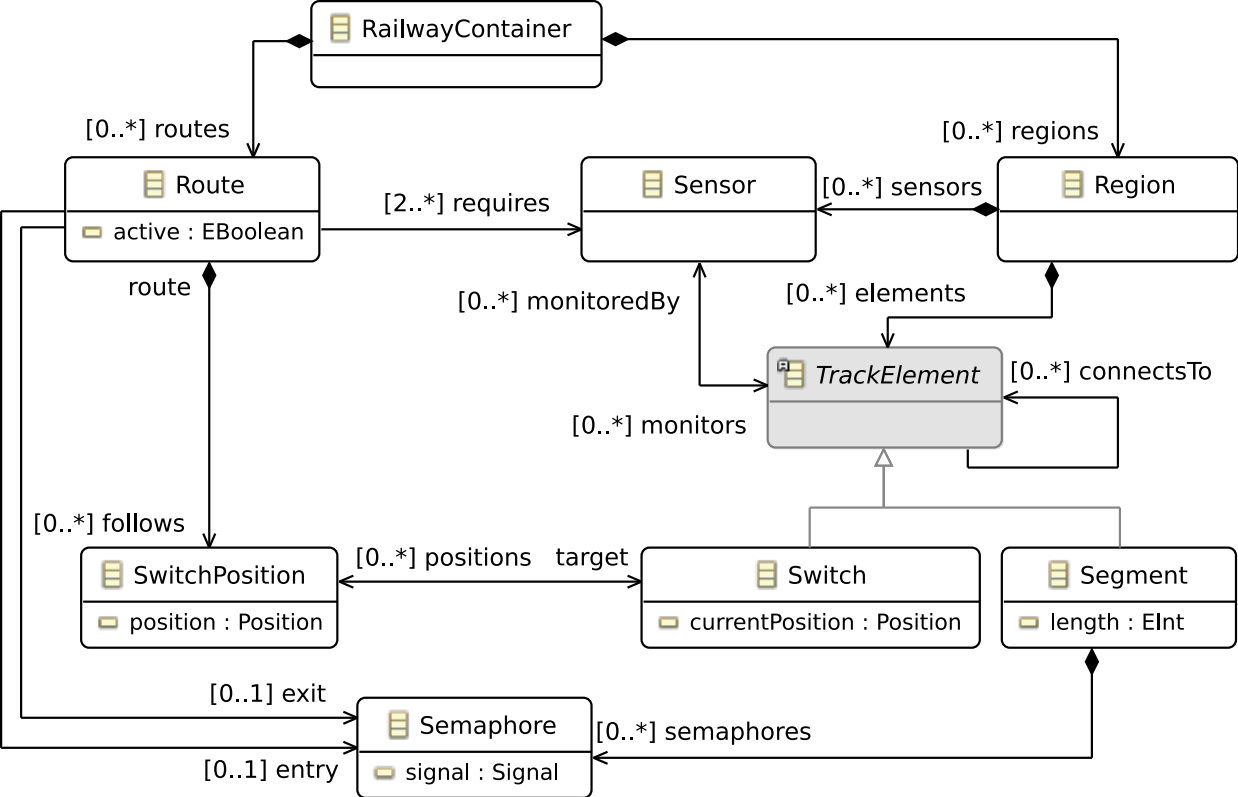 RailwayContainer
[0..*] routes
[0..*] regions
Route
active : EBoolean
[2..*] requires
Sensor
[0..*] sensors
Region
route
[0..*] monitoredBy
[0..*] elements
TrackElement
[0..*] connectsTo
[0..*] monitors
[0..*] follows
SwitchPosition
position : Position
[0..*] positions
target
Switch
currentPosition : Position
Segment
length : EInt
[0..1] exit
Semaphore
signal : Signal
[0..*] semaphores
[0..1] entry